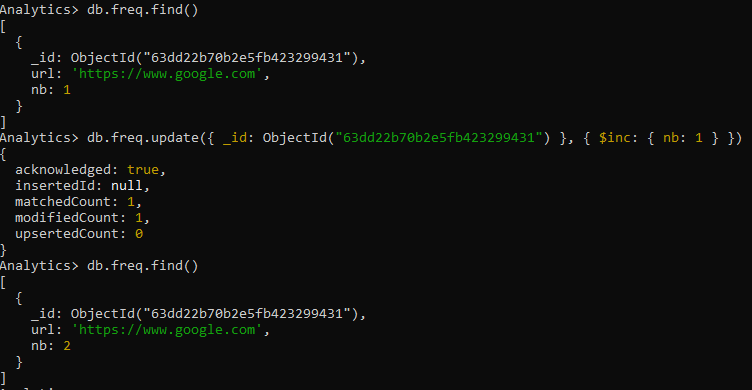 Analytics> db.freq.find()
[
  {
    _id: ObjectId("63dd22b70b2e5fb423299431"),
    url: 'https://www.google.com',
    nb: 1
  }
]
Analytics> db.freq.update({ _id: ObjectId("63dd22b70b2e5fb423299431") }, { $inc: { nb: 1 } })
{
  acknowledged: true,
  insertedId: null,
  matchedCount: 1,
  modifiedCount: 1,
  upsertedCount: 0
}
Analytics> db.freq.find()
[
  {
    _id: ObjectId("63dd22b70b2e5fb423299431"),
    url: 'https://www.google.com',
    nb: 2
  }
]